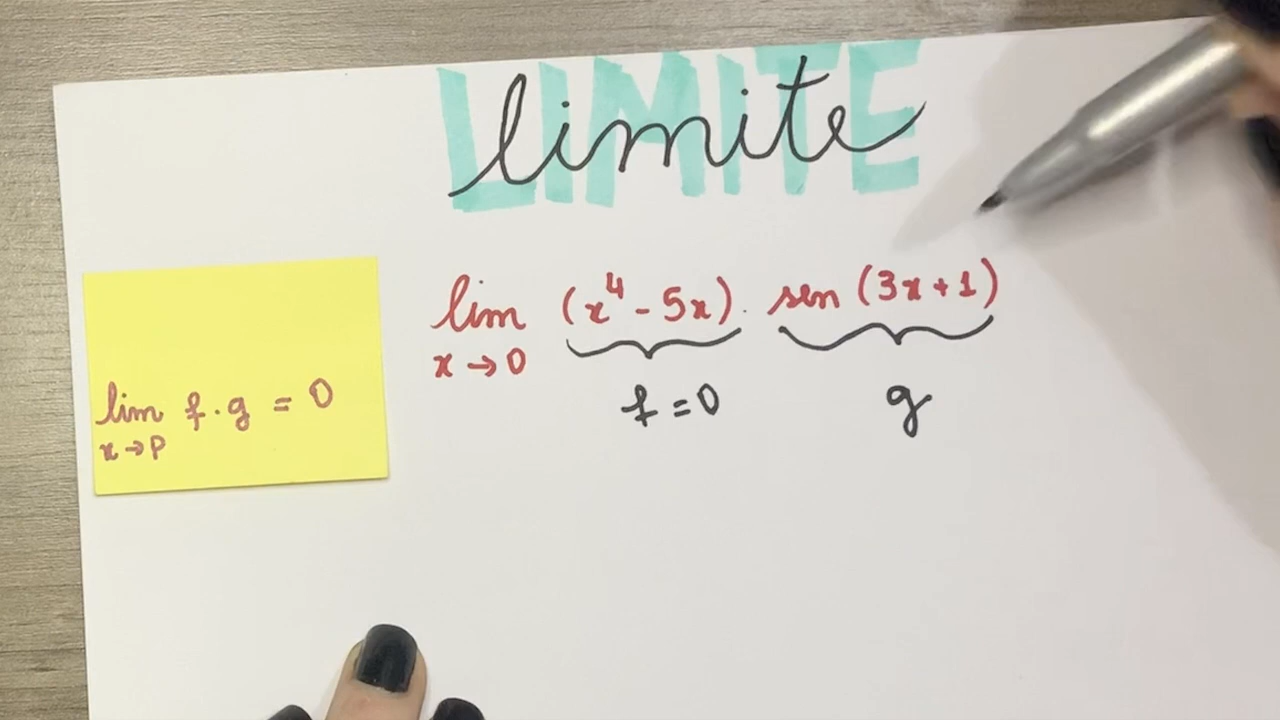 LIMITE
limite
lim (x⁴ - 5x) . sen (3x + 1)
x → 0
f = 0 g
lim f . g = 0
x → p